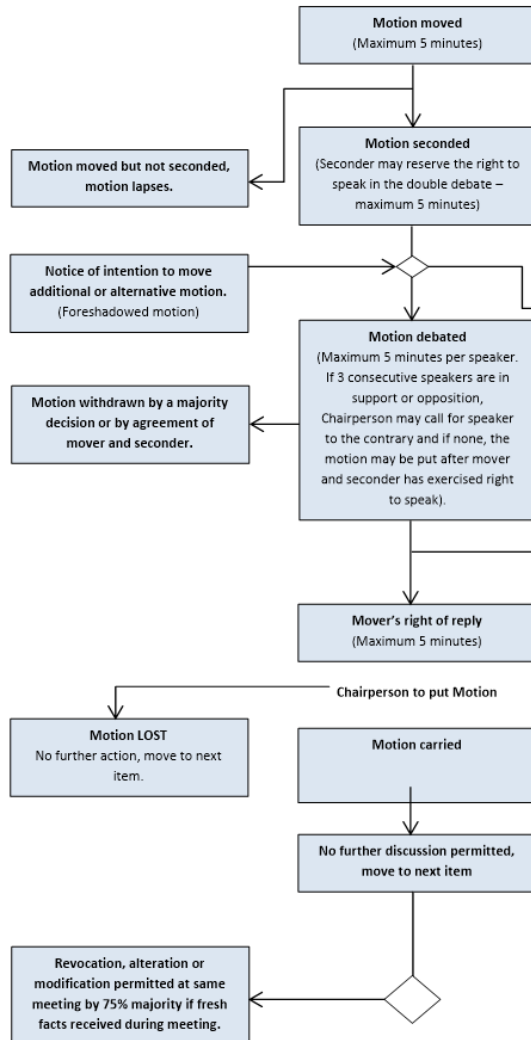 Motion moved
(Maximum 5 minutes)
Motion seconded
(Seconder may reserve the right to
speak in the double debate –
maximum 5 minutes)
Motion moved but not seconded,
motion lapses.
Notice of intention to move
additional or alternative motion.
(Foreshadowed motion)
Motion debated
(Maximum 5 minutes per speaker.
If 3 consecutive speakers are in
support or opposition,
Chairperson may call for speaker
to the contrary and if none, the
motion may be put after mover
and seconder has exercised right
to speak).
Motion withdrawn by a majority
decision or by agreement of
mover and seconder.
Mover’s right of reply
(Maximum 5 minutes)
Chairperson to put Motion
Motion LOST
No further action, move to next
item.
Motion carried
No further discussion permitted,
move to next item
Revocation, alteration or
modification permitted at same
meeting by 75% majority if fresh
facts received during meeting.